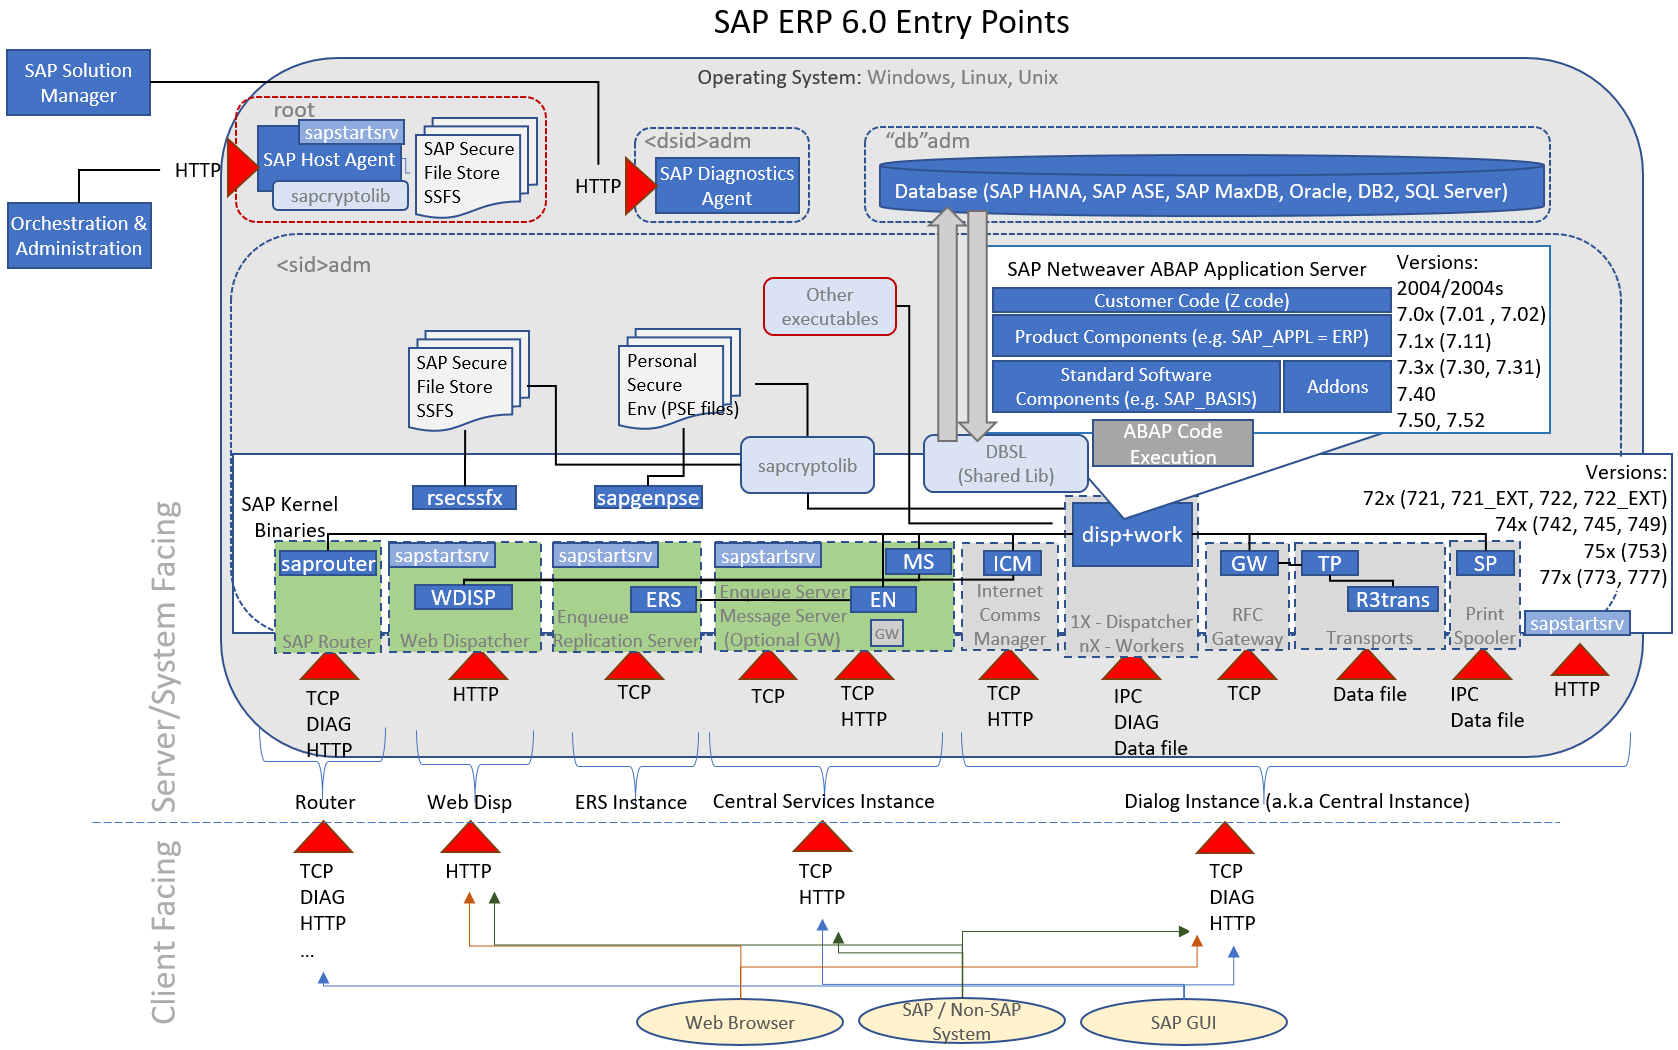 SAP ERP 6.0 Entry Points
SAP Solution
Manager
Operating System: Windows, Linux, Unix
root
sapstartsrv
SAP Host Agent
sapcryptolib
SAP Secure
File Store
SSFS
HTTP
<dsid>adm
SAP Diagnostics
Agent
HTTP
"db"adm
Database (SAP HANA, SAP ASE, SAP MaxDB, Oracle, DB2, SQL Server)
Orchestration &
Administration
<sid>adm
Other
executables
SAP Netweaver ABAP Application Server
Customer Code (Z code)
Product Components (e.g. SAP_APPL = ERP)
Standard Software
Components (e.g. SAP_BASIS)
Addons
Versions:
2004/2004s
7.0x (7.01 , 7.02)
7.1x (7.11)
7.3x (7.30, 7.31)
7.40
7.50, 7.52
SAP Secure
File Store
SSFS
Personal
Secure
Env (PSE files)
ABAP Code
Execution
sapcryptolib
DBSL
(Shared Lib)
rsecssfx
sapgenpse
SAP Kernel
Binaries
Versions:
72x (721, 721_EXT, 722, 722_EXT)
74x (742, 745, 749)
75x (753)
77x (773, 777)
disp+work
saprouter
SAP Router
sapstartsrv
WDISP
Web Dispatcher
sapstartsrv
ERS
Enqueue
Replication Server
sapstartsrv
MS
Enqueue Server
Message Server
(Optional GW)
EN
GW
ICM
Internet
Comms
Manager
1X - Dispatcher
nX - Workers
GW
RFC
Gateway
TP
R3trans
Transports
SP
Print
Spooler
sapstartsrv
TCP
DIAG
HTTP
HTTP
TCP
TCP
TCP
HTTP
TCP
HTTP
IPC
DIAG
Data file
TCP
Data file
IPC
Data file
HTTP
Server/System Facing
Router
Web Disp
ERS Instance
Central Services Instance
Dialog Instance (a.k.a Central Instance)
Client Facing
TCP
DIAG
HTTP
...
HTTP
TCP
HTTP
TCP
DIAG
HTTP
Web Browser
SAP / Non-SAP
System
SAP GUI